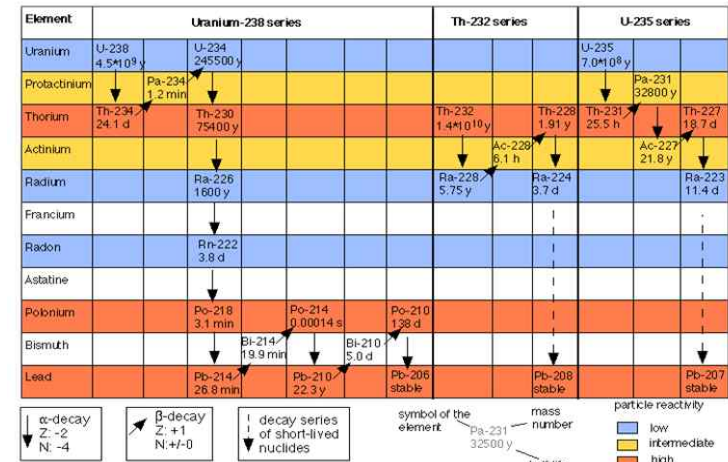 Element
Uranium-238 series
Th-232 series
U-235 series
Uranium
U-238
4.5*10⁹ y
U-234
245500 y
U-235
7.0*10⁸ y
Protactinium
Pa-234
1.2 min
Pa-231
32800 y
Thorium
Th-234
24.1 d
Th-230
75400 y
Th-232
1.4*10¹⁰ y
Th-228
1.91 y
Th-231
25.5 h
Th-227
18.7 d
Actinium
Ac-228
6.1 h
Ac-227
21.8 y
Radium
Ra-226
1600 y
Ra-228
5.75 y
Ra-224
3.7 d
Ra-223
11.4 d
Francium
Radon
Rn-222
3.8 d
Astatine
Polonium
Po-218
3.1 min
Po-214
0.00014 s
Po-210
138 d
Bismuth
Bi-214
19.9 min
Bi-210
5.0 d
Lead
Pb-214
26.8 min
Pb-210
22.3 y
Pb-206
stable
Pb-208
stable
Pb-207
stable
α-decay
Z: -2
N: -4
β-decay
Z: +1
N:+/-0
decay series
of short-lived
nuclides
symbol of the
element
Pa-231
32500 y
mass
number
particle reactivity
low
intermediate
high